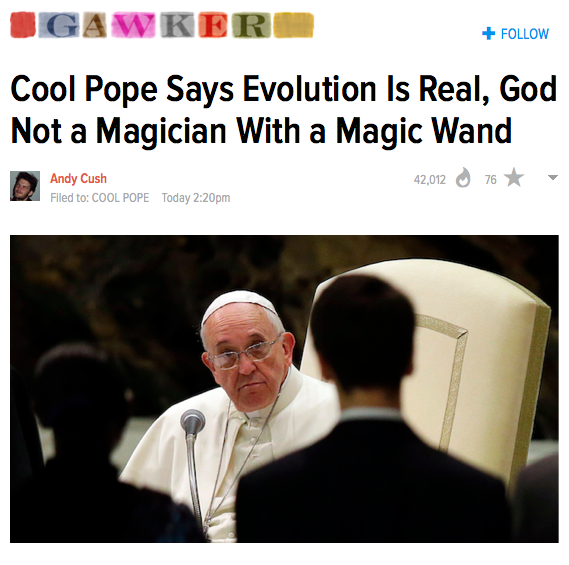 GAWKER
+ FOLLOW
Cool Pope Says Evolution Is Real, God
Not a Magician With a Magic Wand
Andy Cush
42,012 76
Filed to: COOL POPE Today 2:20pm